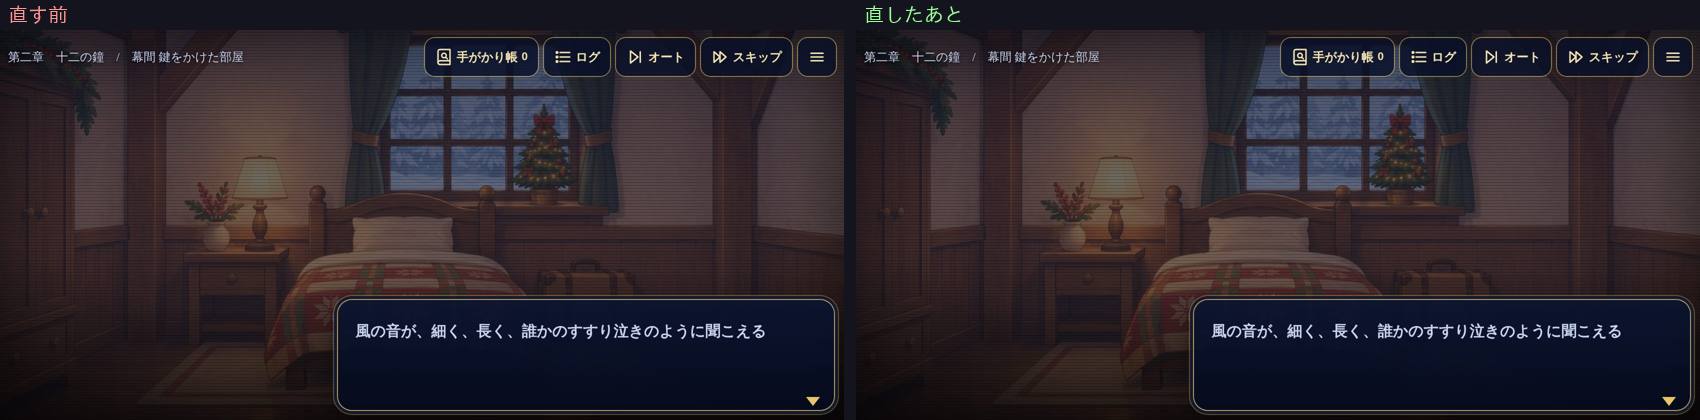 直す前
第二章　十二の鐘　/　幕間 鍵をかけた部屋
手がかり帳 0
ログ
オート
スキップ
風の音が、細く、長く、誰かのすすり泣きのように聞こえる
直したあと
第二章　十二の鐘　/　幕間 鍵をかけた部屋
手がかり帳 0
ログ
オート
スキップ
風の音が、細く、長く、誰かのすすり泣きのように聞こえる